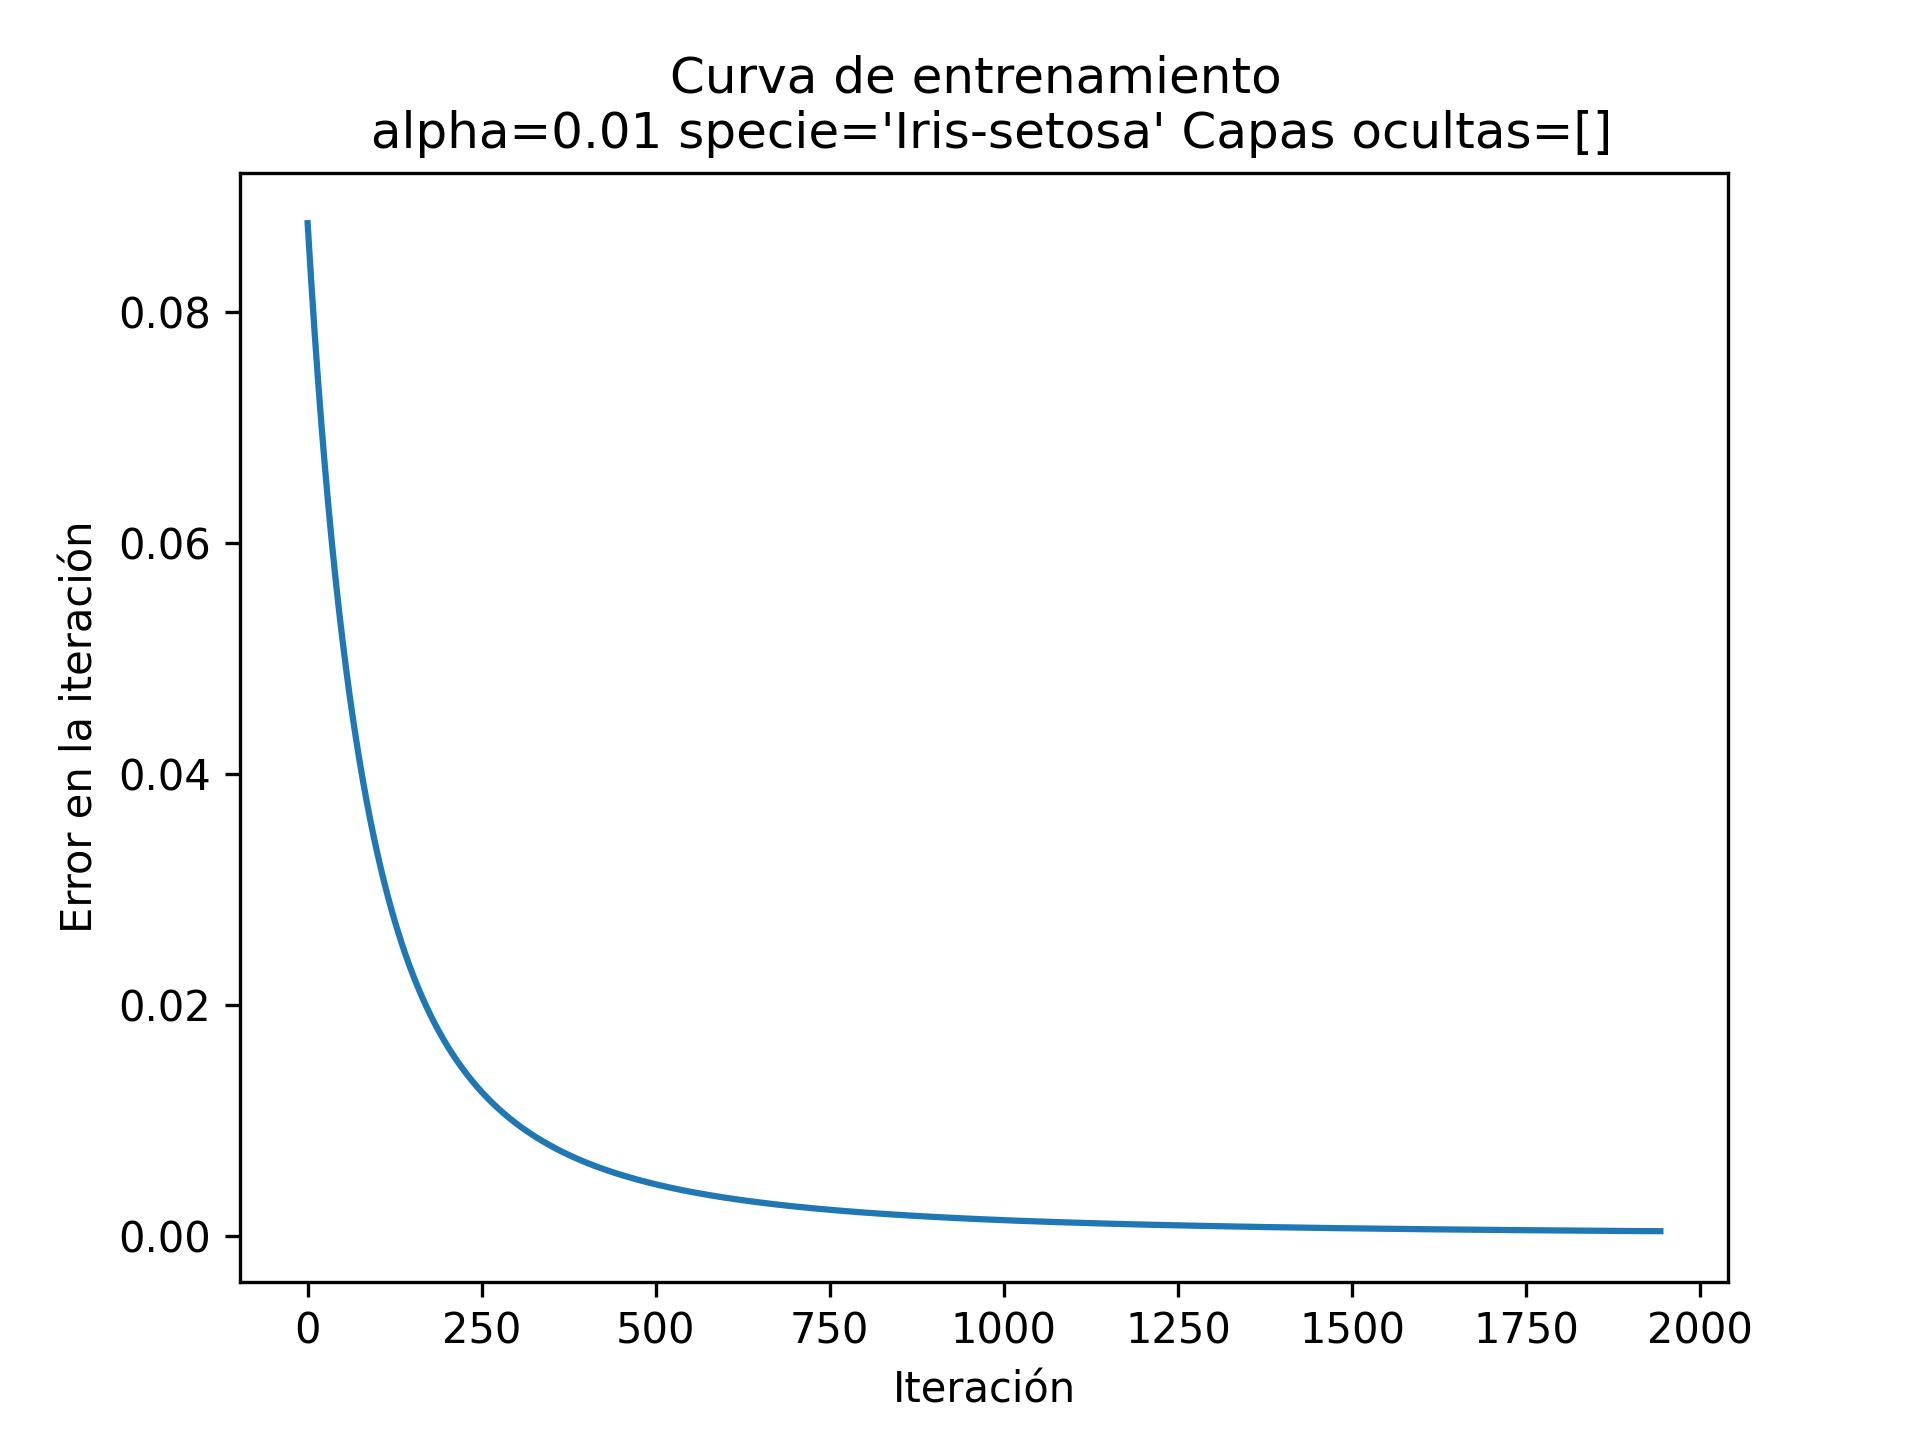 Curva de entrenamiento
alpha=0.01 specie='Iris-setosa' Capas ocultas=[]
Error en la iteración
0.08
0.06
0.04
0.02
0.00
0 250 500 750 1000 1250 1500 1750 2000
Iteración